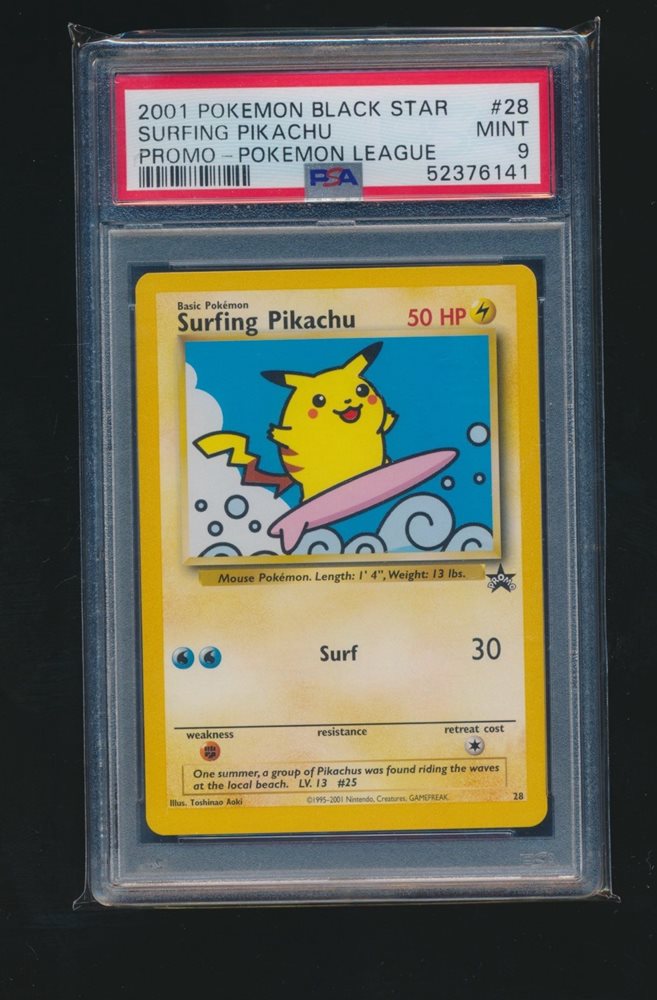 2001 POKEMON BLACK STAR #28
SURFING PIKACHU MINT
PROMO - POKEMON LEAGUE 9
PSA 52376141
Basic Pokémon
Surfing Pikachu 50 HP
Mouse Pokémon. Length: 1' 4", Weight: 13 lbs.
PROMO
Surf 30
weakness resistance retreat cost
One summer, a group of Pikachus was found riding the waves
at the local beach. LV. 13 #25
Illus. Toshinao Aoki ©1995-2001 Nintendo, Creatures, GAMEFREAK. 28